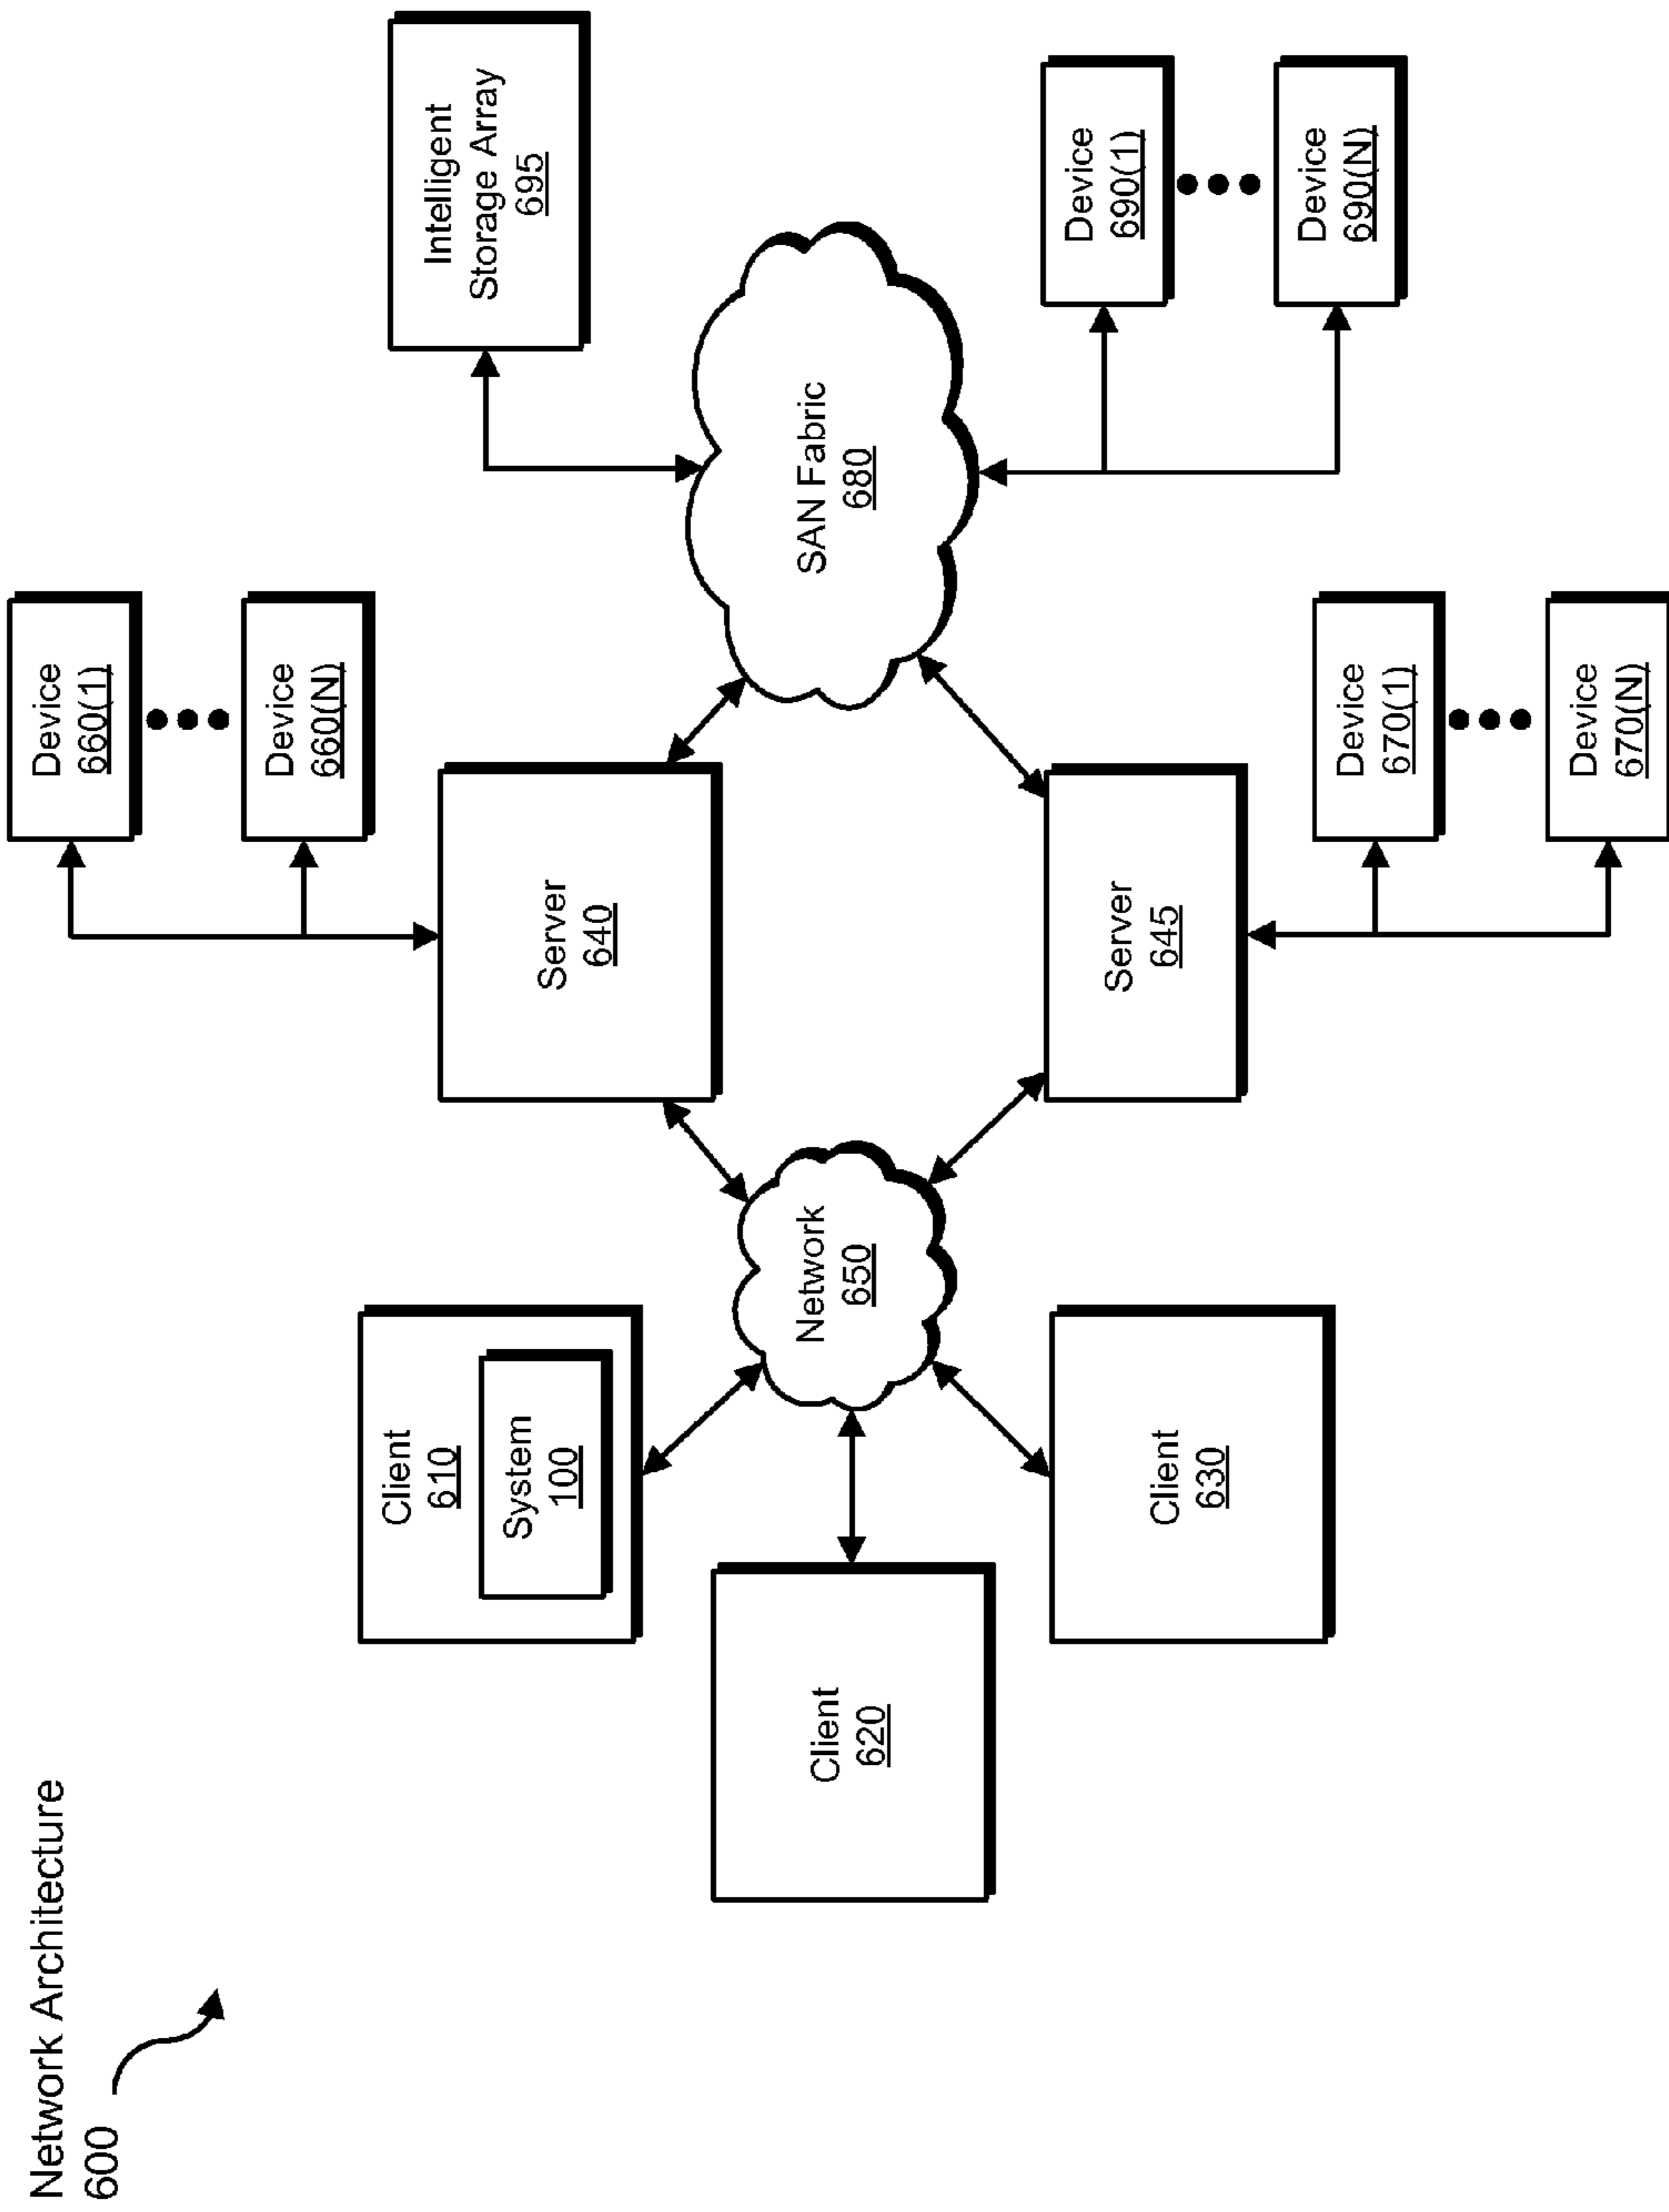 Network Architecture
600
Client
610
System
100
Client
620
Client
630
Network
650
Device
660(1)
Device
660(N)
Server
640
Server
645
Device
670(1)
Device
670(N)
SAN Fabric
680
Intelligent
Storage Array
695
Device
690(1)
Device
690(N)